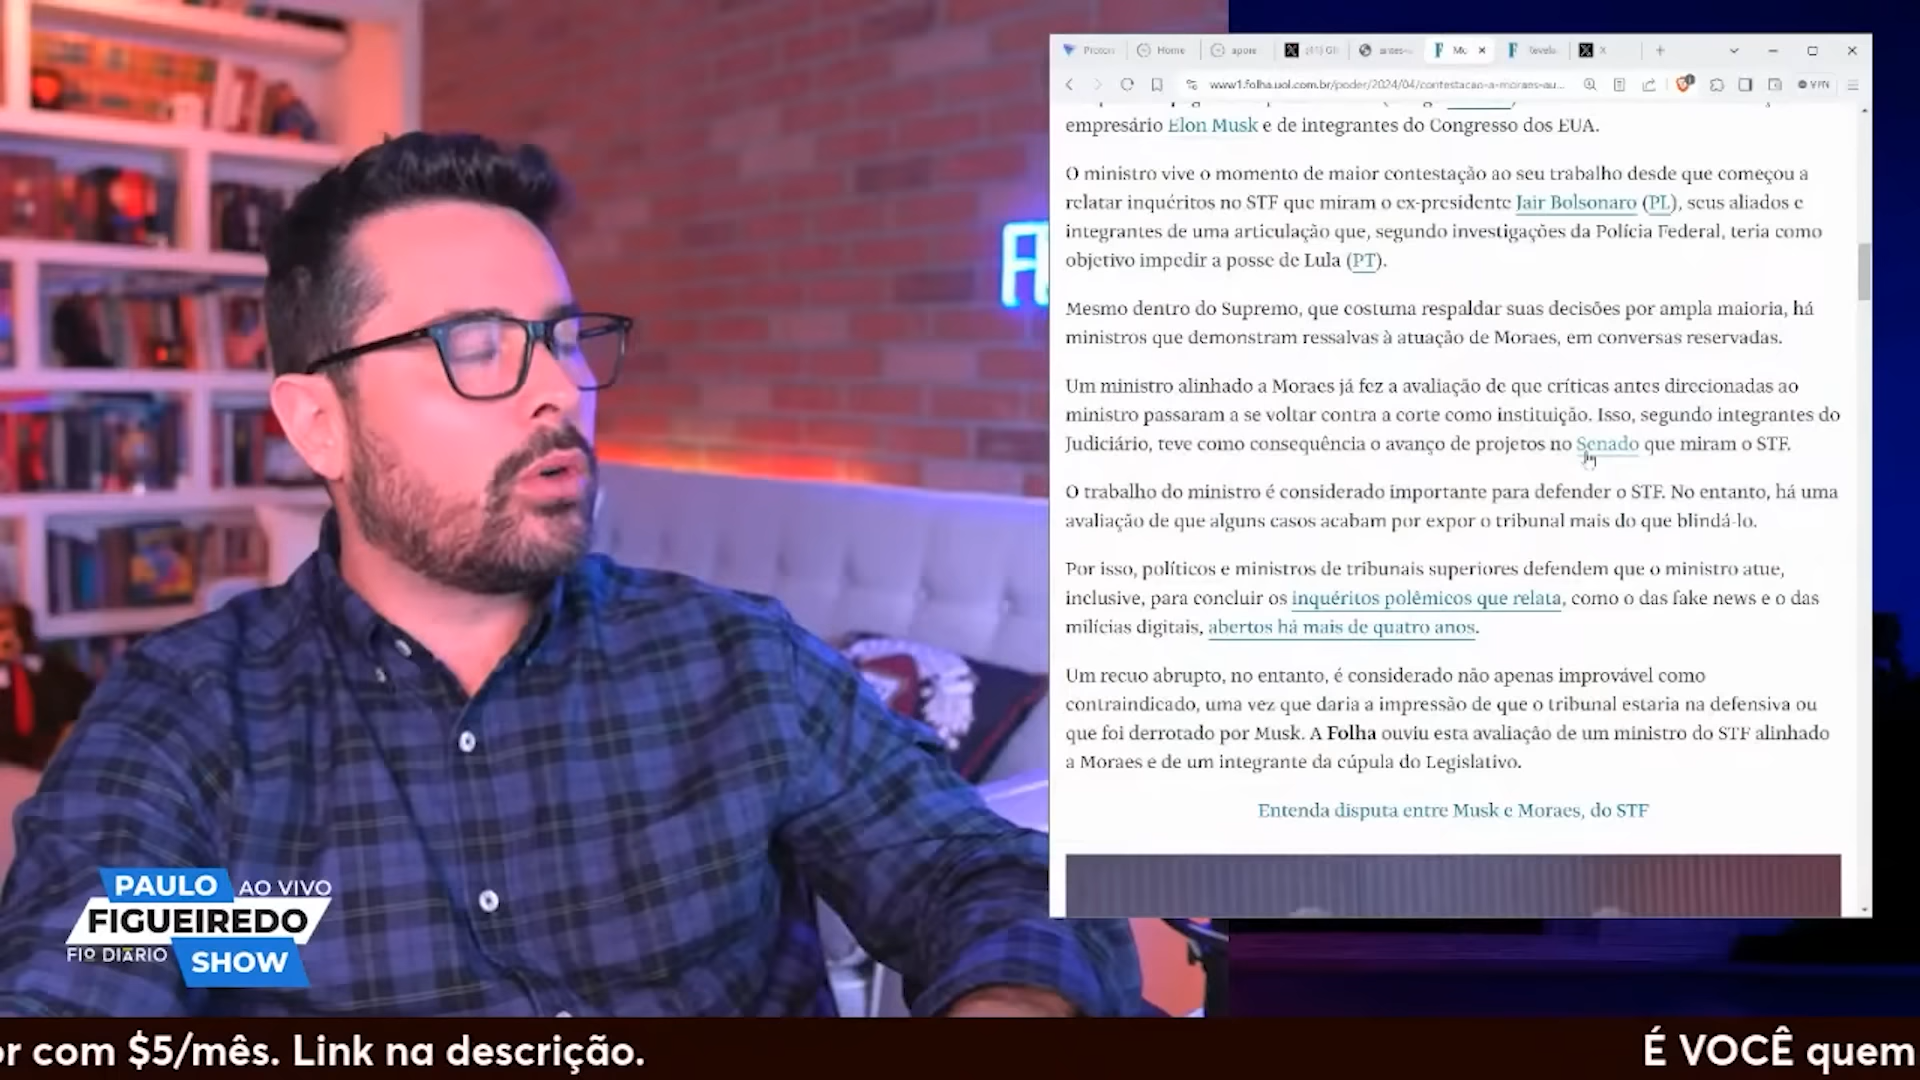 Proton
Home
apoie
(41) Gl
antes-
Mo
Revela
X
www1.folha.uol.com.br/poder/2024/04/contestacao-a-moraes-au...
VPN
empresário Elon Musk e de integrantes do Congresso dos EUA.
O ministro vive o momento de maior contestação ao seu trabalho desde que começou a
relatar inquéritos no STF que miram o ex-presidente Jair Bolsonaro (PL), seus aliados e
integrantes de uma articulação que, segundo investigações da Polícia Federal, teria como
objetivo impedir a posse de Lula (PT).
Mesmo dentro do Supremo, que costuma respaldar suas decisões por ampla maioria, há
ministros que demonstram ressalvas à atuação de Moraes, em conversas reservadas.
Um ministro alinhado a Moraes já fez a avaliação de que críticas antes direcionadas ao
ministro passaram a se voltar contra a corte como instituição. Isso, segundo integrantes do
Judiciário, teve como consequência o avanço de projetos no Senado que miram o STF.
O trabalho do ministro é considerado importante para defender o STF. No entanto, há uma
avaliação de que alguns casos acabam por expor o tribunal mais do que blindá-lo.
Por isso, políticos e ministros de tribunais superiores defendem que o ministro atue,
inclusive, para concluir os inquéritos polêmicos que relata, como o das fake news e o das
milícias digitais, abertos há mais de quatro anos.
Um recuo abrupto, no entanto, é considerado não apenas improvável como
contraindicado, uma vez que daria a impressão de que o tribunal estaria na defensiva ou
que foi derrotado por Musk. A Folha ouviu esta avaliação de um ministro do STF alinhado
a Moraes e de um integrante da cúpula do Legislativo.
Entenda disputa entre Musk e Moraes, do STF
PAULO AO VIVO
FIGUEIREDO
FIO DIÁRIO SHOW
or com $5/mês. Link na descrição.
É VOCÊ quem